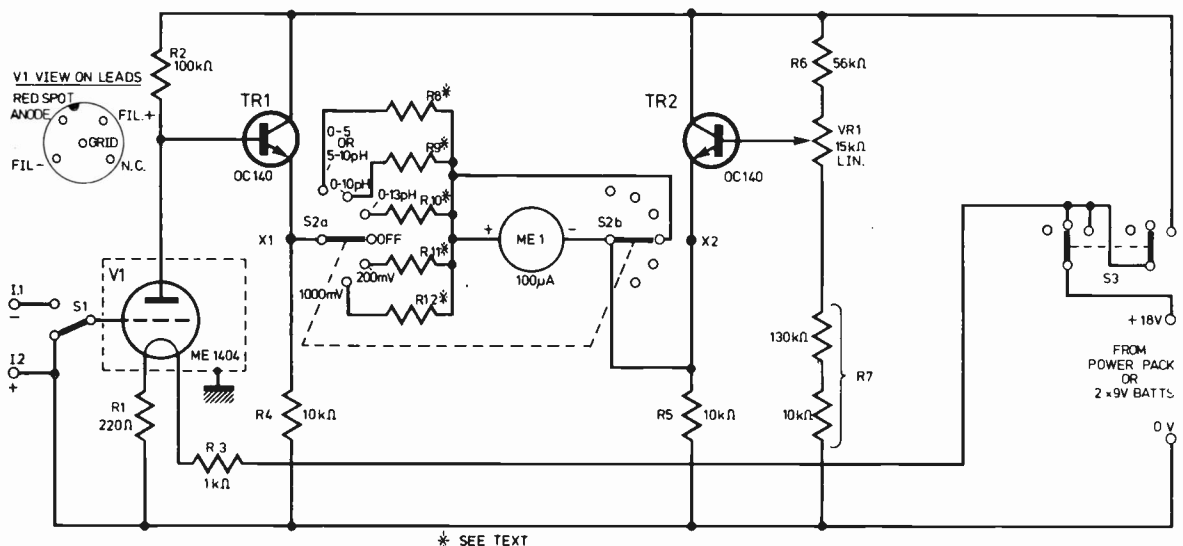 V1 VIEW ON LEADS
RED SPOT
ANODE
FIL.+
GRID
FIL-
N.C.
R2
100kΩ
TR1
OC140
0-5
OR
5-10pH
0-10pH
0-13pH
R8*
R9*
R10*
R11*
R12*
S2a
OFF
200mV
1000mV
X1
+
ME 1
-
100µA
S2b
TR2
OC140
X2
R6
56kΩ
VR1
15kΩ
LIN.
130kΩ
R7
10kΩ
S3
+18V
FROM
POWER PACK
OR
2 x 9V BATTS
0V
V1
I.1
-
S1
I.2
+
ME 1404
R1
220Ω
R3
1kΩ
R4
10kΩ
R5
10kΩ
* SEE TEXT